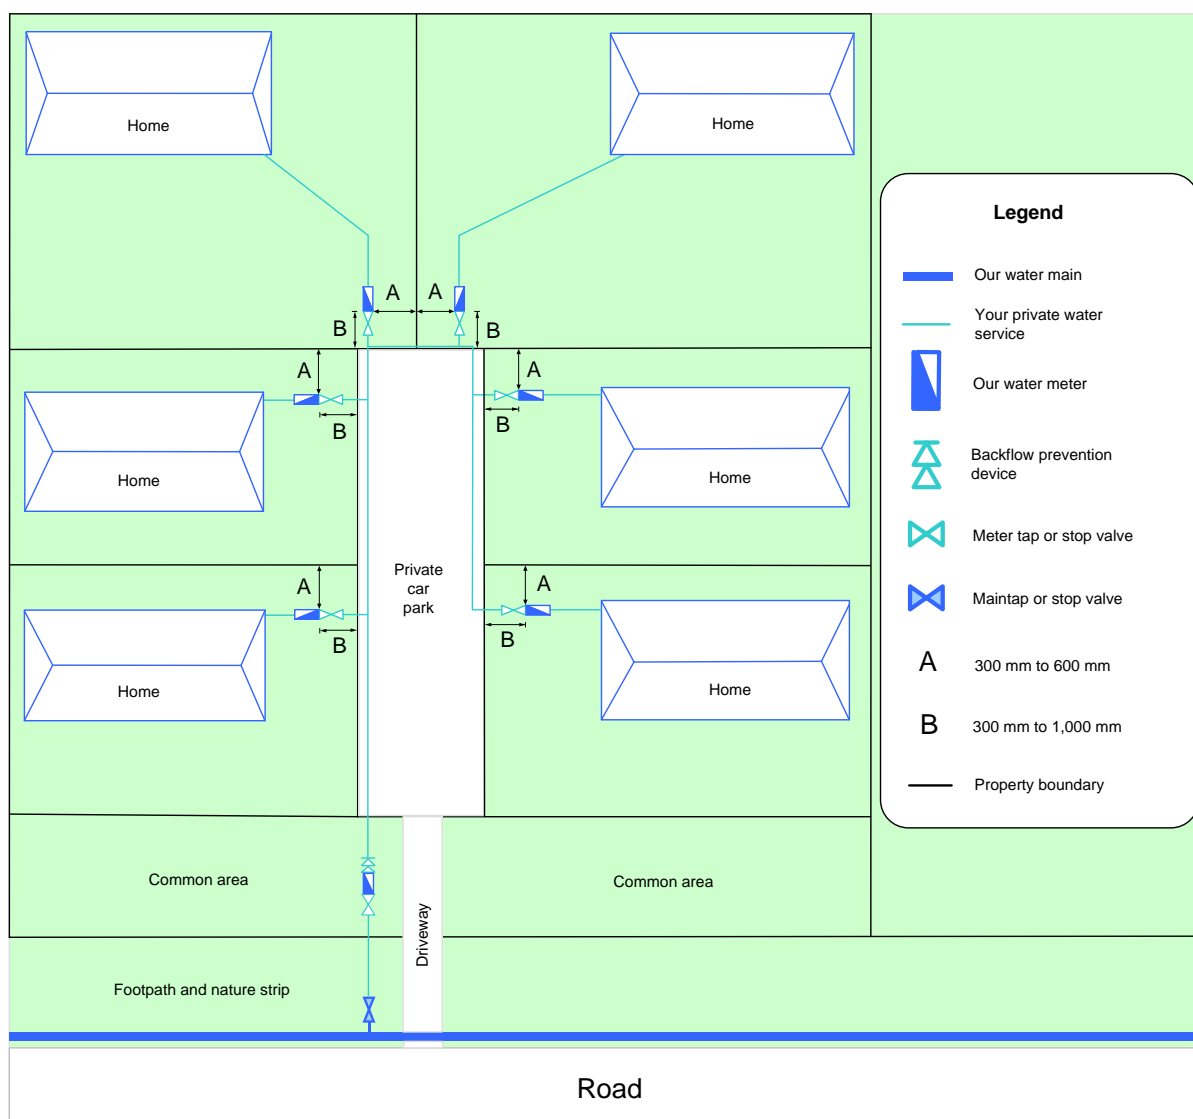 Home
Home
Legend
Our water main
A
A
Your private water
service
B
B
A
A
Our water meter
B
B
Backflow prevention
device
Home
Home
Meter tap or stop valve
Private
car
park
A
A
Maintap or stop valve
B
B
A
300 mm to 600 mm
Home
Home
B
300 mm to 1,000 mm
Property boundary
Common area
Common area
Driveway
Footpath and nature strip
Road